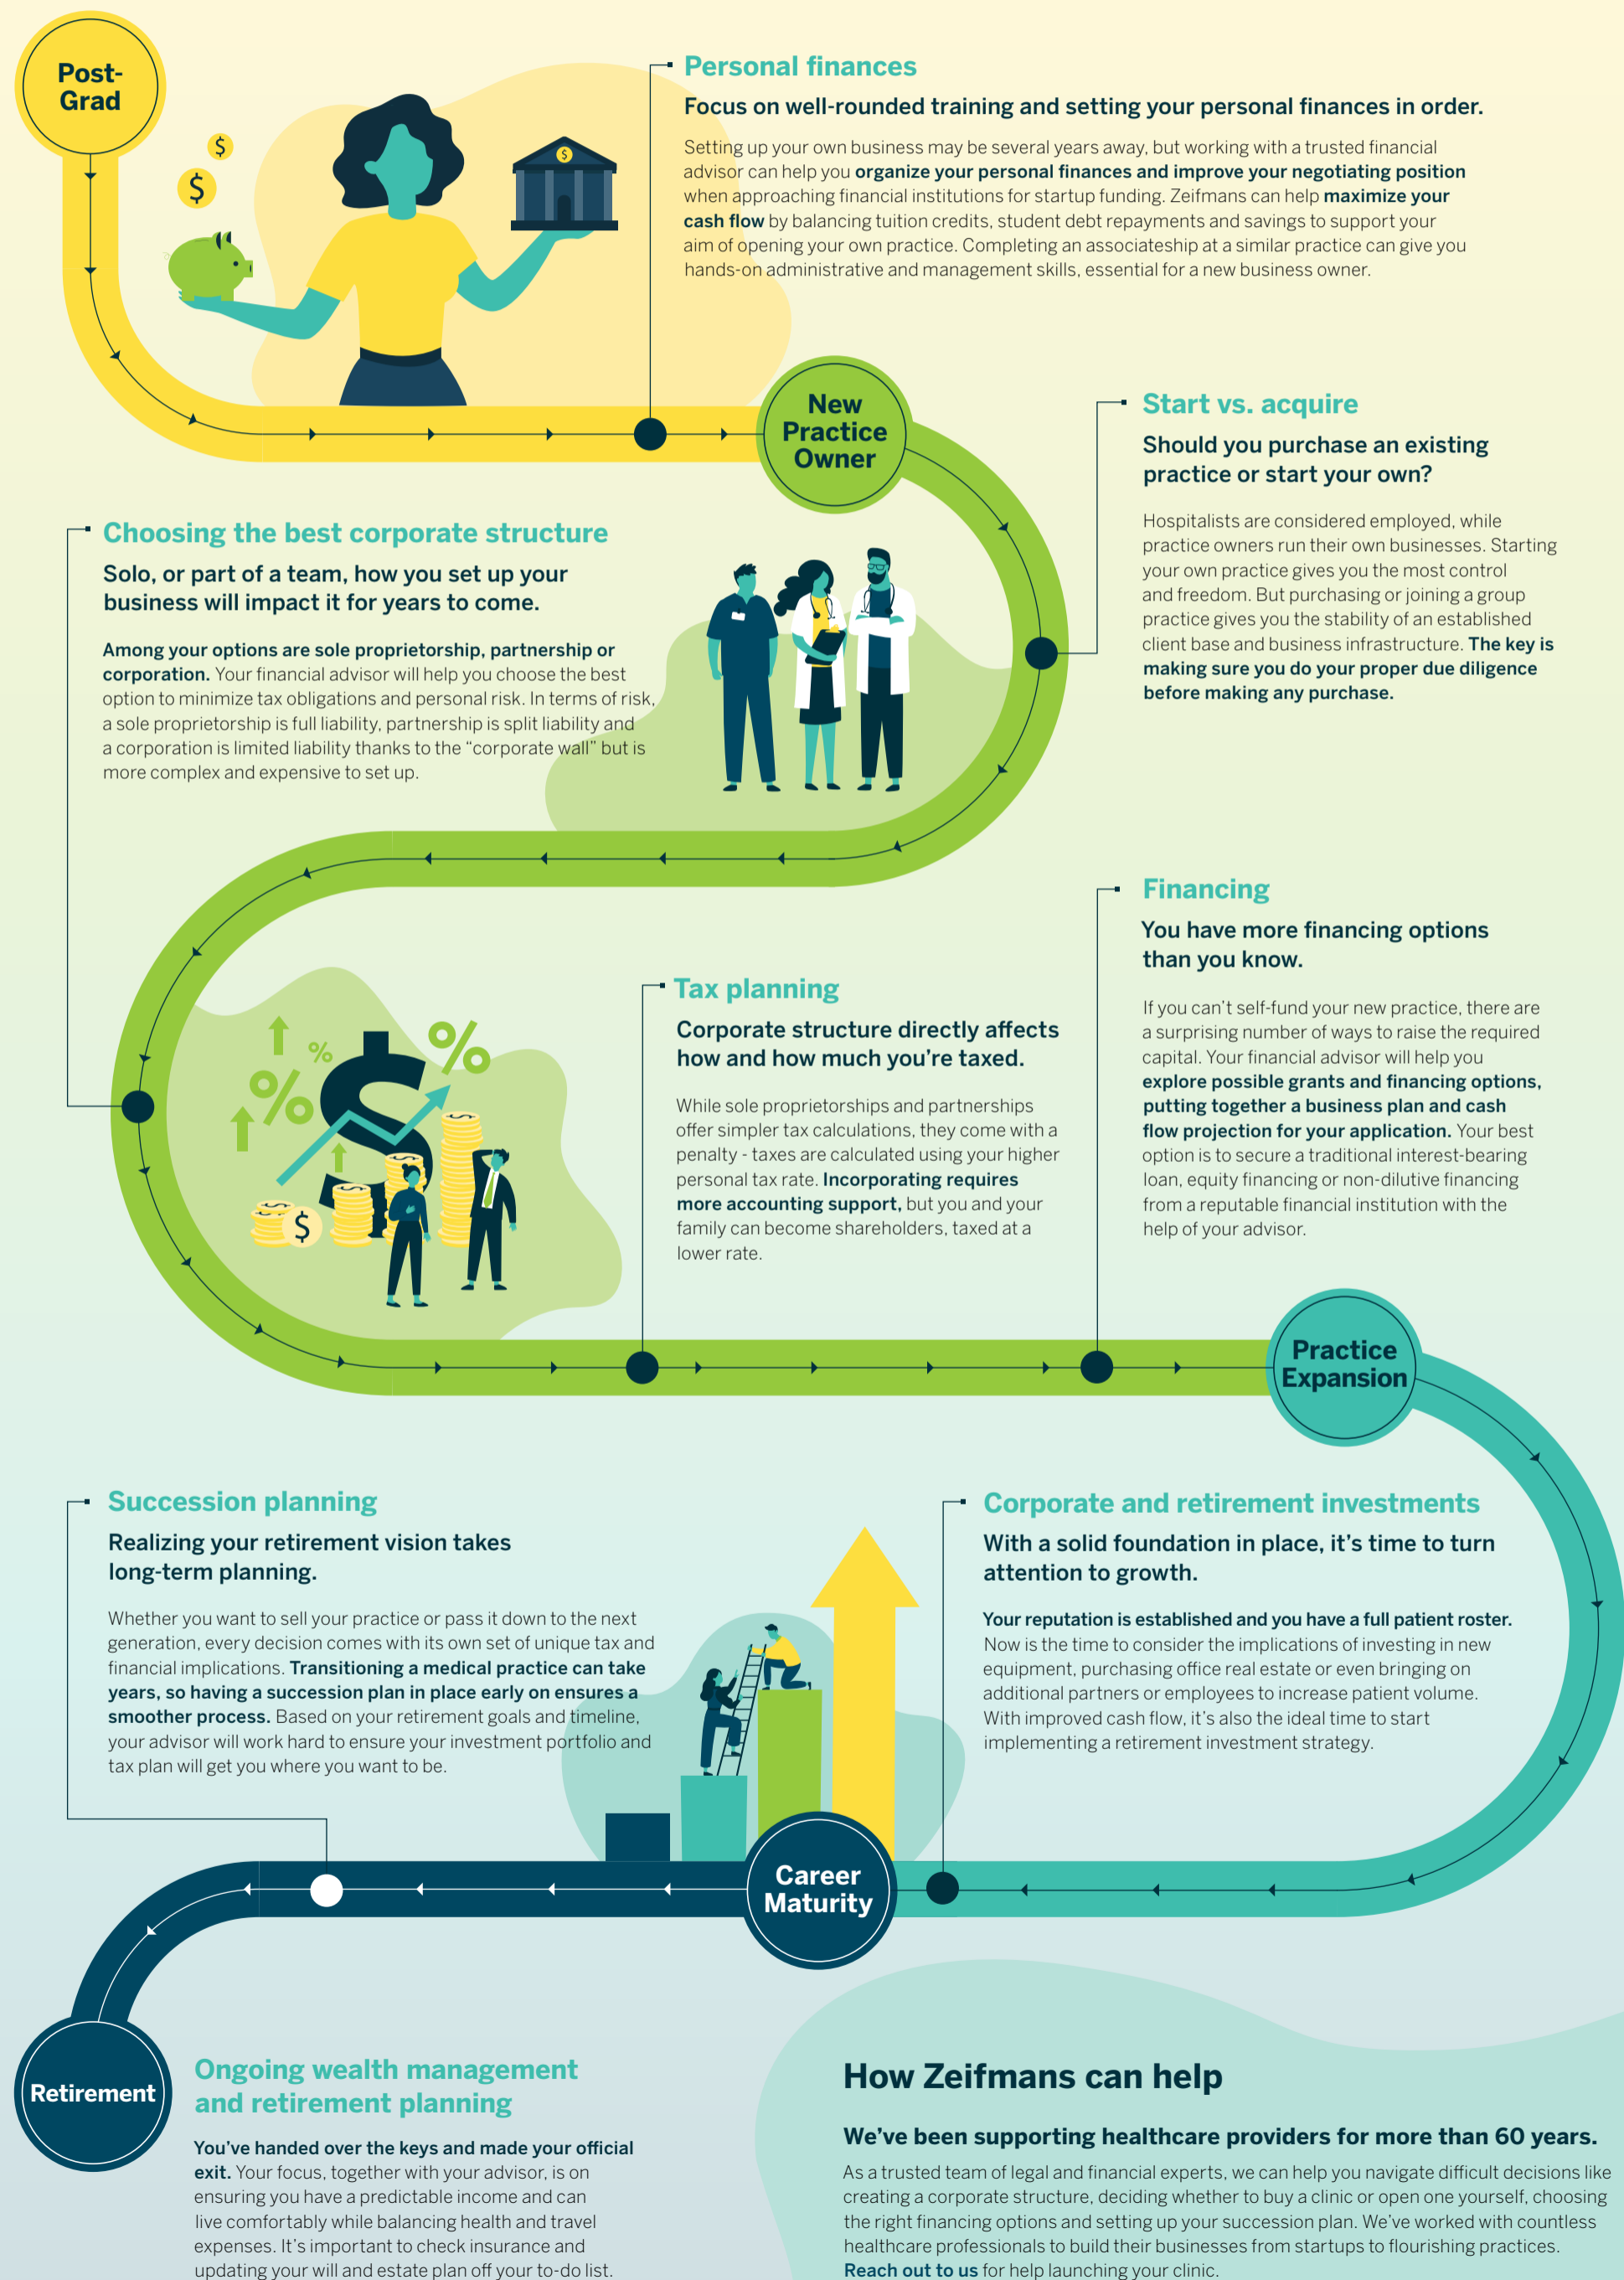 Post-
Grad
Personal finances
Focus on well-rounded training and setting your personal finances in order.
Setting up your own business may be several years away, but working with a trusted financial
advisor can help you organize your personal finances and improve your negotiating position
when approaching financial institutions for startup funding. Zeifmans can help maximize your
cash flow by balancing tuition credits, student debt repayments and savings to support your
aim of opening your own practice. Completing an associateship at a similar practice can give you
hands-on administrative and management skills, essential for a new business owner.
$
$
$
New
Practice
Owner
Start vs. acquire
Should you purchase an existing
practice or start your own?
Hospitalists are considered employed, while
practice owners run their own businesses. Starting
your own practice gives you the most control
and freedom. But purchasing or joining a group
practice gives you the stability of an established
client base and business infrastructure. The key is
making sure you do your proper due diligence
before making any purchase.
Choosing the best corporate structure
Solo, or part of a team, how you set up your
business will impact it for years to come.
Among your options are sole proprietorship, partnership or
corporation. Your financial advisor will help you choose the best
option to minimize tax obligations and personal risk. In terms of risk,
a sole proprietorship is full liability, partnership is split liability and
a corporation is limited liability thanks to the “corporate wall” but is
more complex and expensive to set up.
%
%
%
$
$
$
$
$
$
Tax planning
Corporate structure directly affects
how and how much you’re taxed.
While sole proprietorships and partnerships
offer simpler tax calculations, they come with a
penalty - taxes are calculated using your higher
personal tax rate. Incorporating requires
more accounting support, but you and your
family can become shareholders, taxed at a
lower rate.
Financing
You have more financing options
than you know.
If you can’t self-fund your new practice, there are
a surprising number of ways to raise the required
capital. Your financial advisor will help you
explore possible grants and financing options,
putting together a business plan and cash
flow projection for your application. Your best
option is to secure a traditional interest-bearing
loan, equity financing or non-dilutive financing
from a reputable financial institution with the
help of your advisor.
Practice
Expansion
Corporate and retirement investments
With a solid foundation in place, it’s time to turn
attention to growth.
Your reputation is established and you have a full patient roster.
Now is the time to consider the implications of investing in new
equipment, purchasing office real estate or even bringing on
additional partners or employees to increase patient volume.
With improved cash flow, it’s also the ideal time to start
implementing a retirement investment strategy.
Succession planning
Realizing your retirement vision takes
long-term planning.
Whether you want to sell your practice or pass it down to the next
generation, every decision comes with its own set of unique tax and
financial implications. Transitioning a medical practice can take
years, so having a succession plan in place early on ensures a
smoother process. Based on your retirement goals and timeline,
your advisor will work hard to ensure your investment portfolio and
tax plan will get you where you want to be.
Career
Maturity
Retirement
Ongoing wealth management
and retirement planning
You’ve handed over the keys and made your official
exit. Your focus, together with your advisor, is on
ensuring you have a predictable income and can
live comfortably while balancing health and travel
expenses. It’s important to check insurance and
updating your will and estate plan off your to-do list.
How Zeifmans can help
We’ve been supporting healthcare providers for more than 60 years.
As a trusted team of legal and financial experts, we can help you navigate difficult decisions like
creating a corporate structure, deciding whether to buy a clinic or open one yourself, choosing
the right financing options and setting up your succession plan. We’ve worked with countless
healthcare professionals to build their businesses from startups to flourishing practices.
Reach out to us for help launching your clinic.